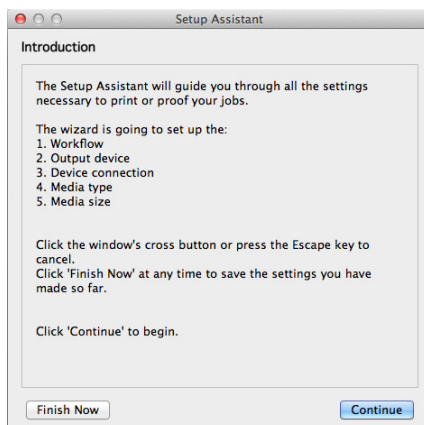 Setup Assistant
Introduction
The Setup Assistant will guide you through all the settings
necessary to print or proof your jobs.
The wizard is going to set up the:
1. Workflow
2. Output device
3. Device connection
4. Media type
5. Media size
Click the window's cross button or press the Escape key to
cancel.
Click 'Finish Now' at any time to save the settings you have
made so far.
Click 'Continue' to begin.
Finish Now
Continue